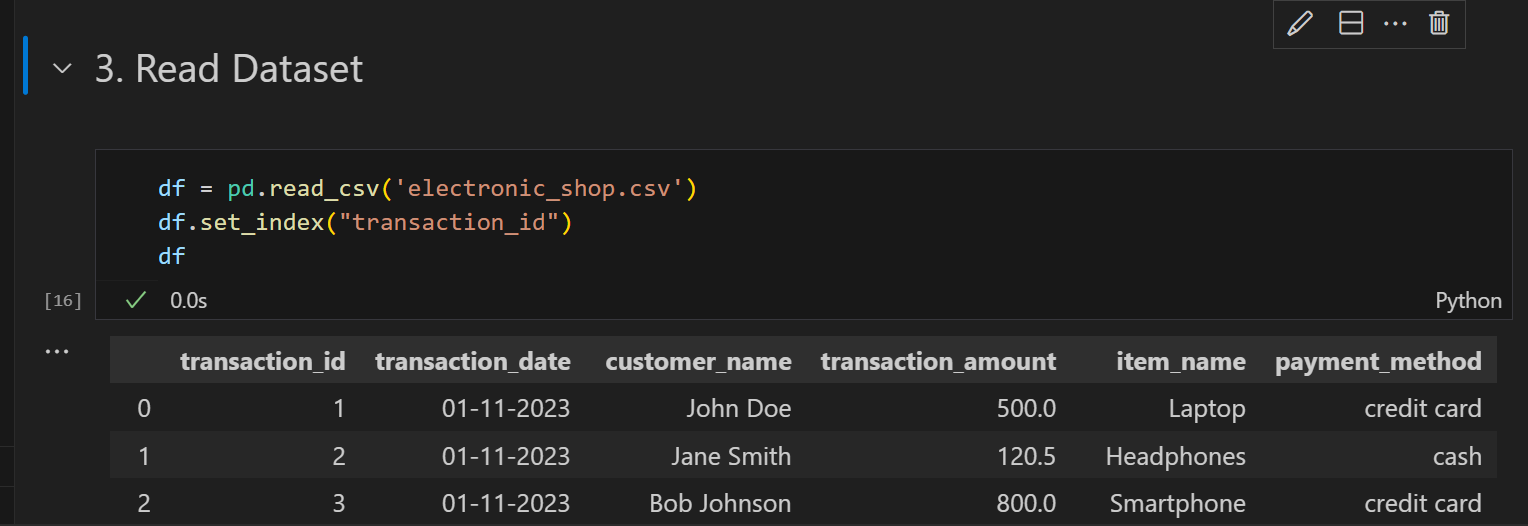 3. Read Dataset
df = pd.read_csv('electronic_shop.csv')
df.set_index("transaction_id")
df
[16] 0.0s Python
transaction_id transaction_date customer_name transaction_amount item_name payment_method
0 1 01-11-2023 John Doe 500.0 Laptop credit card
1 2 01-11-2023 Jane Smith 120.5 Headphones cash
2 3 01-11-2023 Bob Johnson 800.0 Smartphone credit card